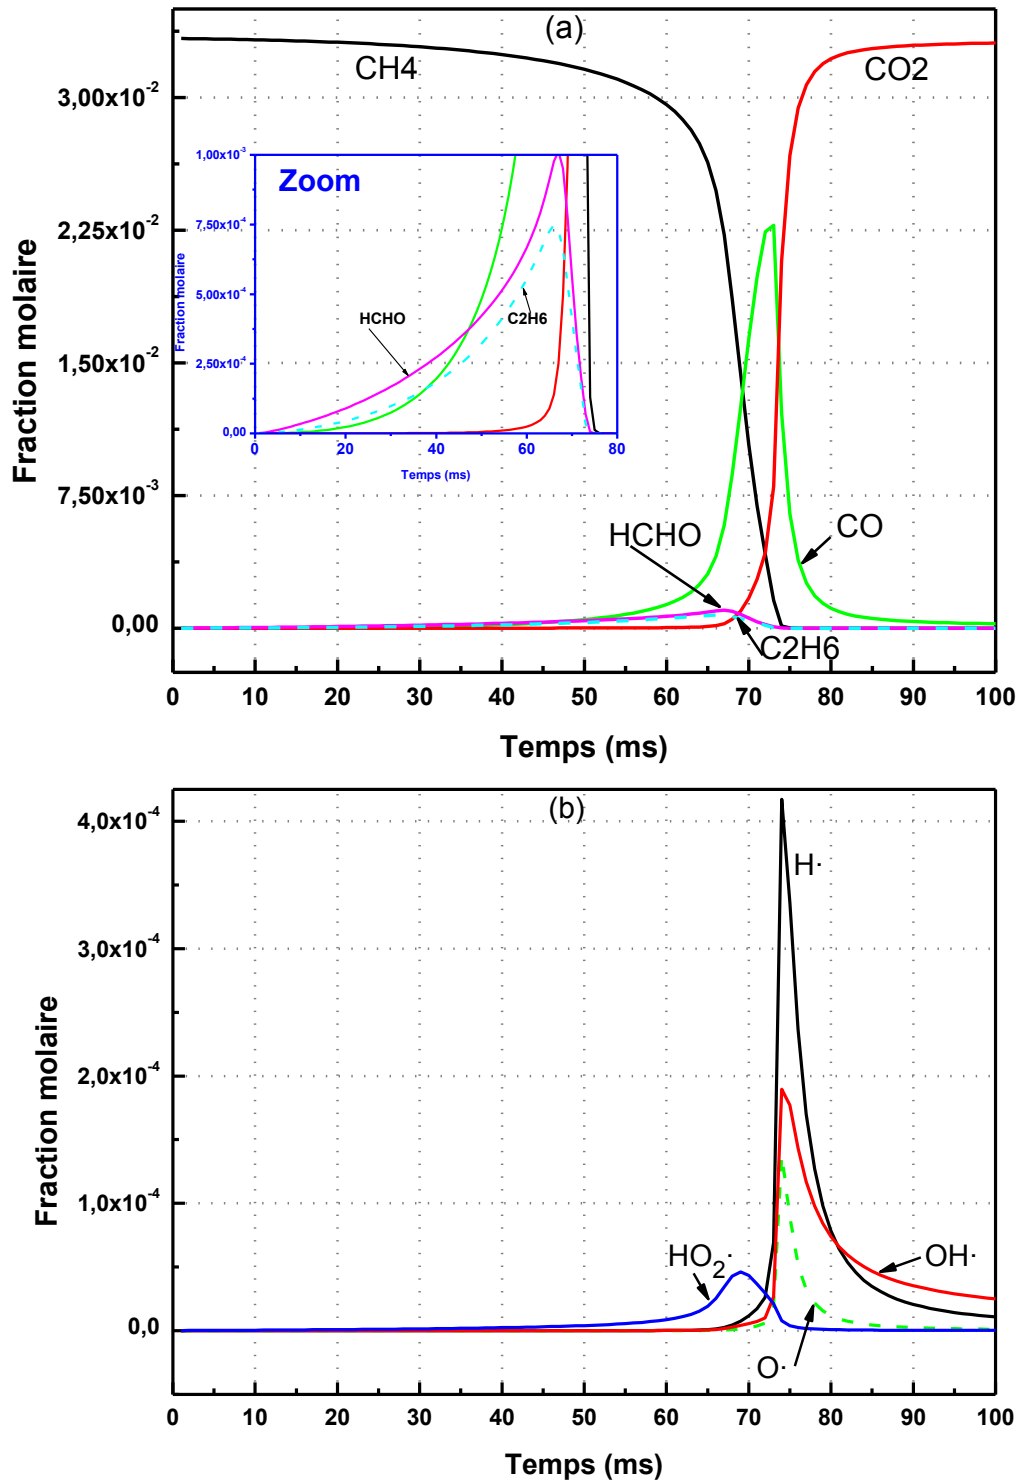 (a)
CH4
CO2
3,00x10-2
2,25x10-2
1,50x10-2
7,50x10-3
0,00
Fraction molaire
Zoom
1,00x10-3
7,50x10-4
5,00x10-4
2,50x10-4
0,00
Fraction molaire
HCHO
C2H6
0 20 40 60 80
Temps (ms)
HCHO
CO
C2H6
0 10 20 30 40 50 60 70 80 90 100
Temps (ms)
(b)
4,0x10-4
3,0x10-4
2,0x10-4
1,0x10-4
0,0
Fraction molaire
H·
HO2·
OH·
O·
0 10 20 30 40 50 60 70 80 90 100
Temps (ms)